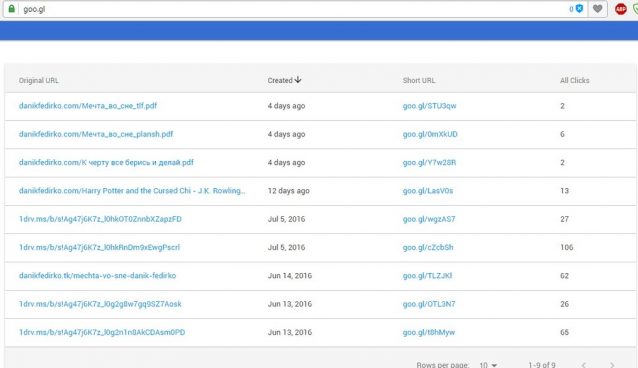 goo.gl
0
ABP
Original URL Created Short URL All Clicks
danikfedirko.com/Мечта_во_сне_tlf.pdf 4 days ago goo.gl/STU3qw 2
danikfedirko.com/Мечта_во_сне_plansh.pdf 4 days ago goo.gl/0mXkUD 6
danikfedirko.com/К черту все берись и делай.pdf 4 days ago goo.gl/Y7w28R 2
danikfedirko.com/Harry Potter and the Cursed Chi - J.K. Rowling... 12 days ago goo.gl/LasV0s 13
1drv.ms/b/s!Ag47j6K7z_l0hkOT0ZnnbXZapzFD Jul 5, 2016 goo.gl/wgzAS7 27
1drv.ms/b/s!Ag47j6K7z_l0hkRnDm9xEwgPscrl Jul 5, 2016 goo.gl/cZcbSh 106
danikfedirko.tk/mechta-vo-sne-danik-fedirko Jun 14, 2016 goo.gl/TLZJKl 62
1drv.ms/b/s!Ag47j6K7z_l0g2g8w7gq9SZ7Aosk Jun 13, 2016 goo.gl/OTL3N7 26
1drv.ms/b/s!Ag47j6K7z_l0g2n1n8AkCDAsm0PD Jun 13, 2016 goo.gl/t8hMyw 65
Rows per page: 10 1-9 of 9